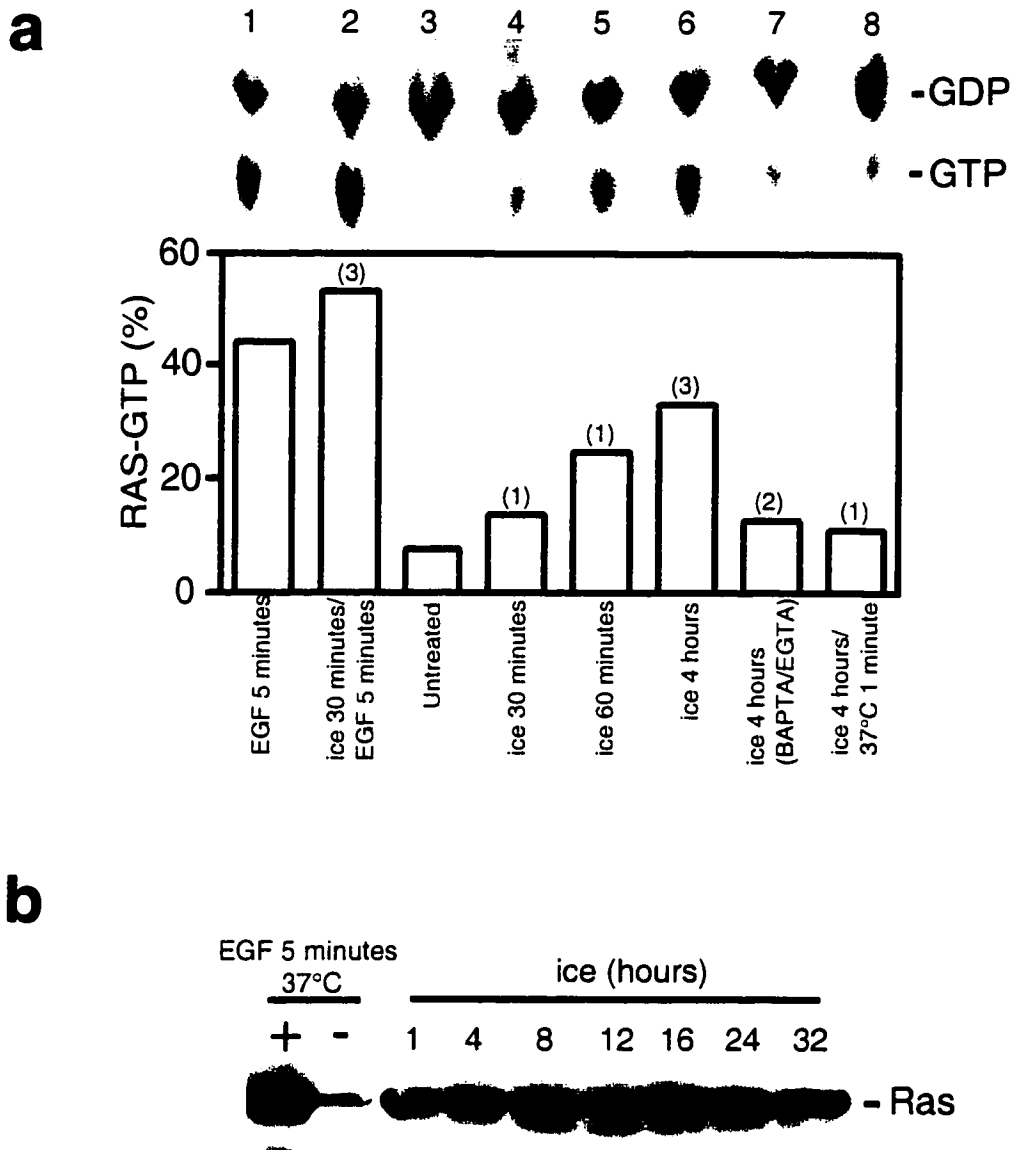 a
1 2 3 4 5 6 7 8
-GDP
-GTP
RAS-GTP (%)
60
40
20
0
(3)
(1)
(1)
(3)
(2)
(1)
EGF 5 minutes
ice 30 minutes/
EGF 5 minutes
Untreated
ice 30 minutes
ice 60 minutes
ice 4 hours
ice 4 hours
(BAPTA/EGTA)
ice 4 hours/
37°C 1 minute
b
EGF 5 minutes
37°C
ice (hours)
+ - 1 4 8 12 16 24 32
- Ras